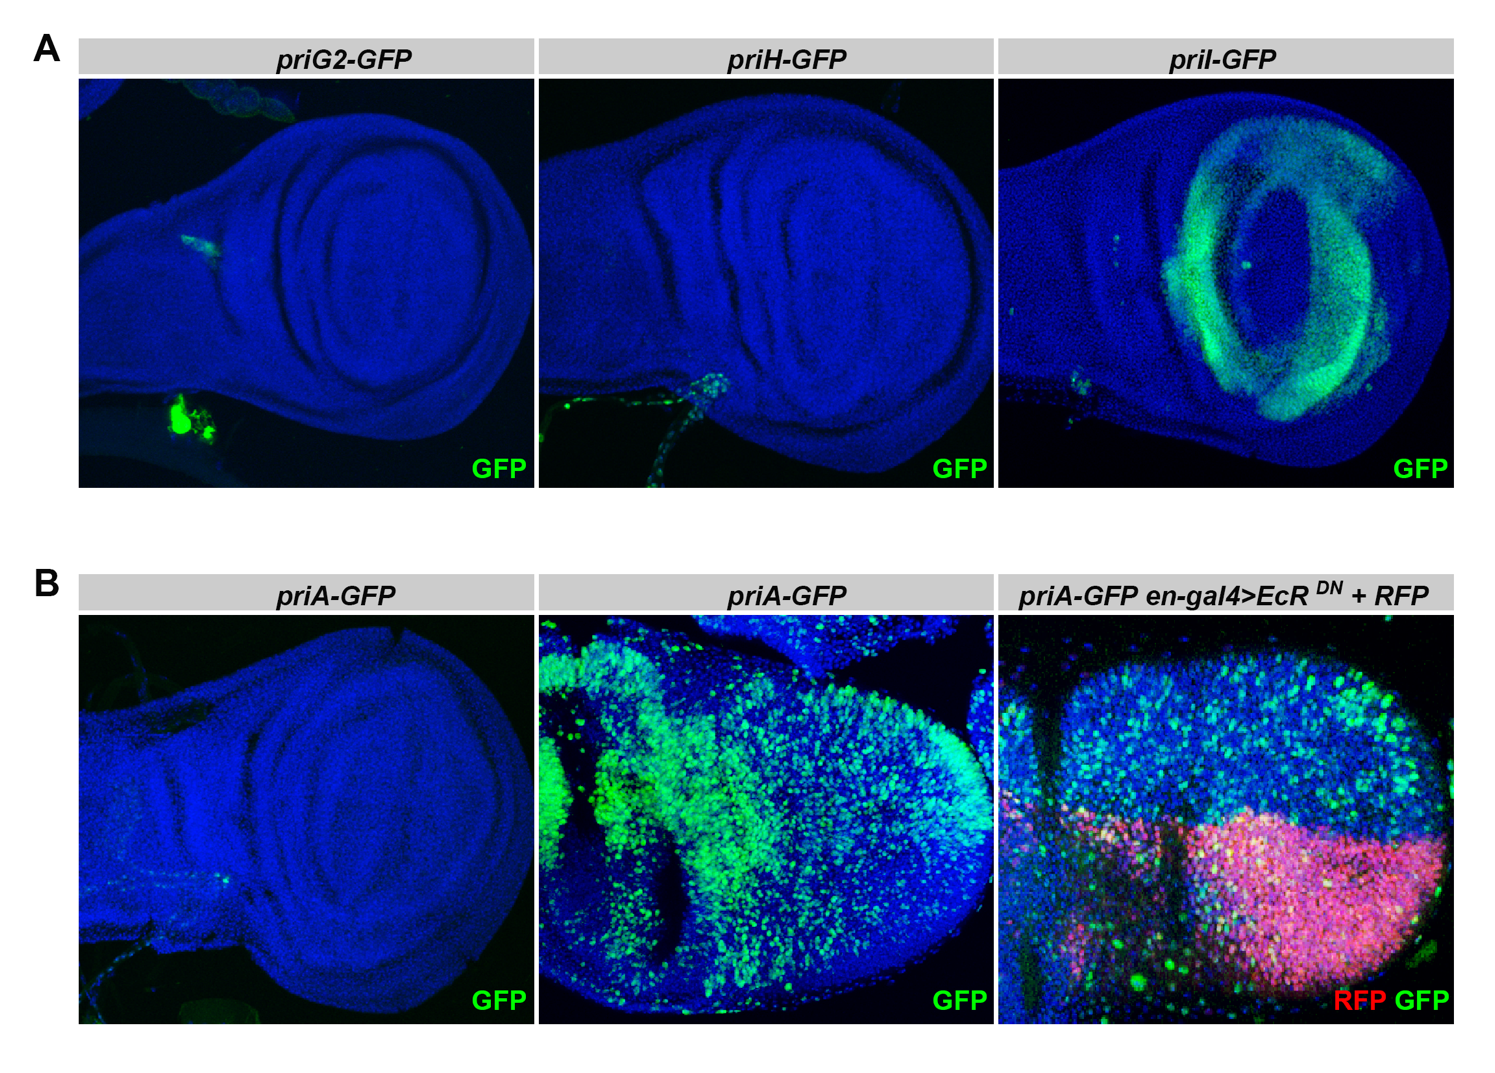 A
priG2-GFP priH-GFP priI-GFP
GFP GFP GFP
B
priA-GFP priA-GFP priA-GFP en-gal4>EcR DN + RFP
GFP GFP RFP GFP